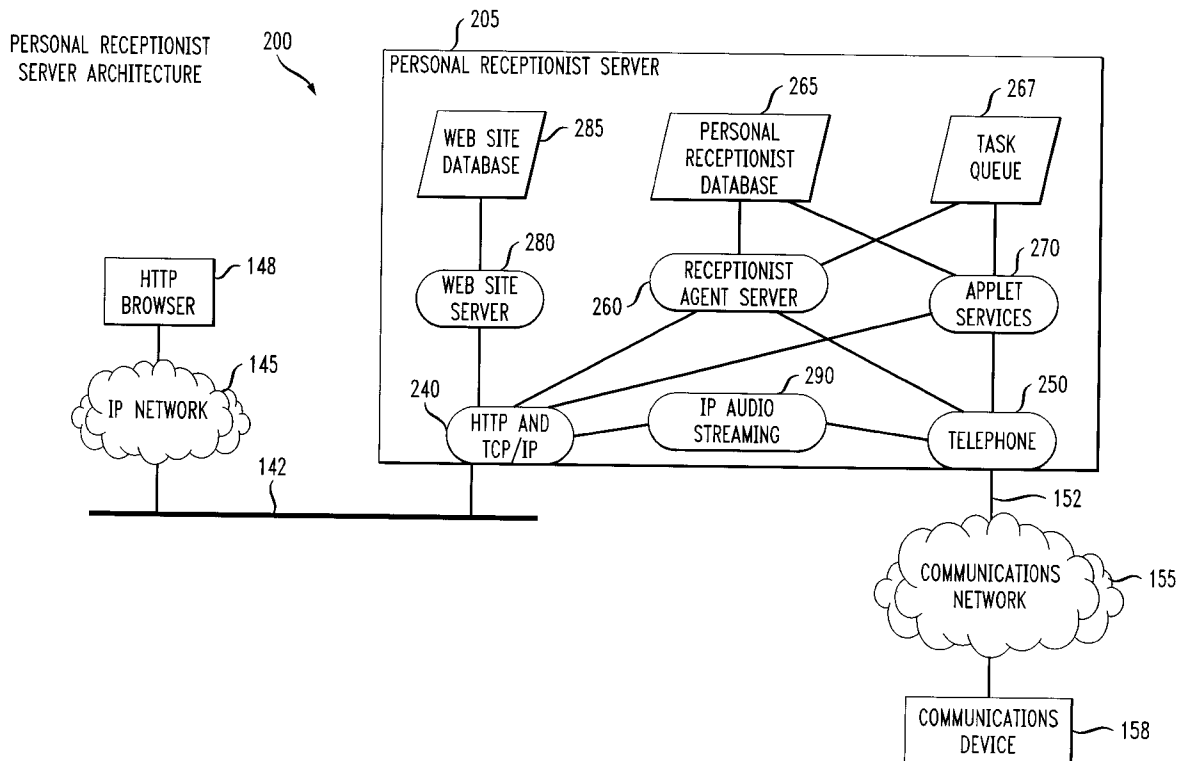 PERSONAL RECEPTIONIST
SERVER ARCHITECTURE
200
205
PERSONAL RECEPTIONIST SERVER
WEB SITE
DATABASE
285
265
PERSONAL
RECEPTIONIST
DATABASE
267
TASK
QUEUE
280
WEB SITE
SERVER
260
RECEPTIONIST
AGENT SERVER
270
APPLET
SERVICES
148
HTTP
BROWSER
145
IP NETWORK
240
HTTP AND
TCP/IP
290
IP AUDIO
STREAMING
250
TELEPHONE
142
152
COMMUNICATIONS
NETWORK
155
COMMUNICATIONS
DEVICE
158